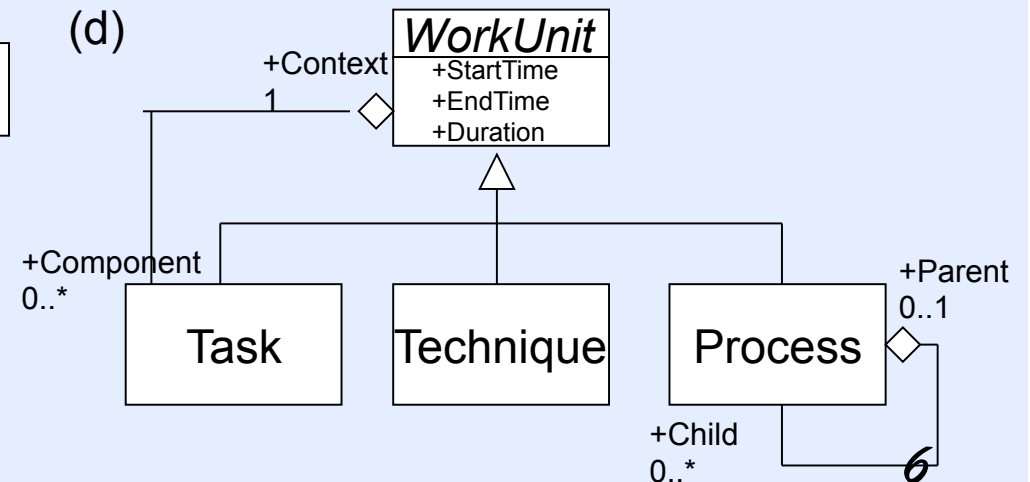 (d)
WorkUnit
+StartTime
+EndTime
+Duration
+Context
1
+Component
0..*
Task
Technique
Process
+Parent
0..1
+Child
0..*
6